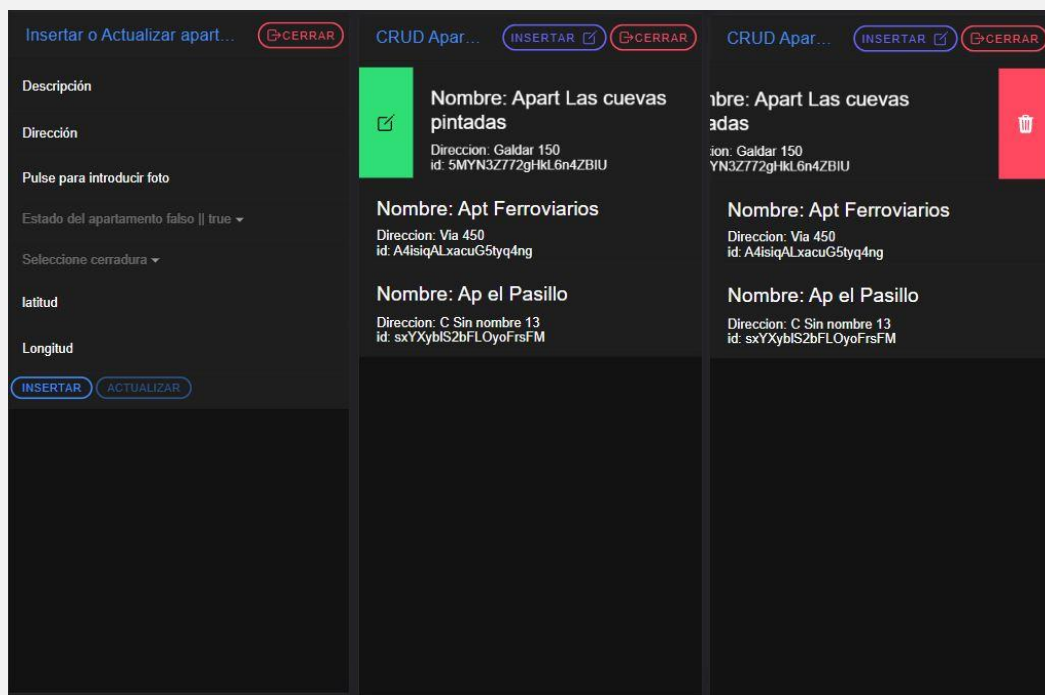 Insertar o Actualizar apart...
CERRAR
Descripción
Dirección
Pulse para introducir foto
Estado del apartamento falso || true
Seleccione cerradura
latitud
Longitud
INSERTAR
ACTUALIZAR
CRUD Apar...
INSERTAR
CERRAR
Nombre: Apart Las cuevas
pintadas
Direccion: Galdar 150
id: 5MYN3Z772gHkL6n4ZBIU
Nombre: Apt Ferroviarios
Direccion: Via 450
id: A4isiqALxacuG5tyq4ng
Nombre: Ap el Pasillo
Direccion: C Sin nombre 13
id: sxYXyblS2bFLOyoFrsFM
CRUD Apar...
INSERTAR
CERRAR
nbre: Apart Las cuevas
adas
ion: Galdar 150
YN3Z772gHkL6n4ZBIU
Nombre: Apt Ferroviarios
Direccion: Via 450
id: A4isiqALxacuG5tyq4ng
Nombre: Ap el Pasillo
Direccion: C Sin nombre 13
id: sxYXyblS2bFLOyoFrsFM